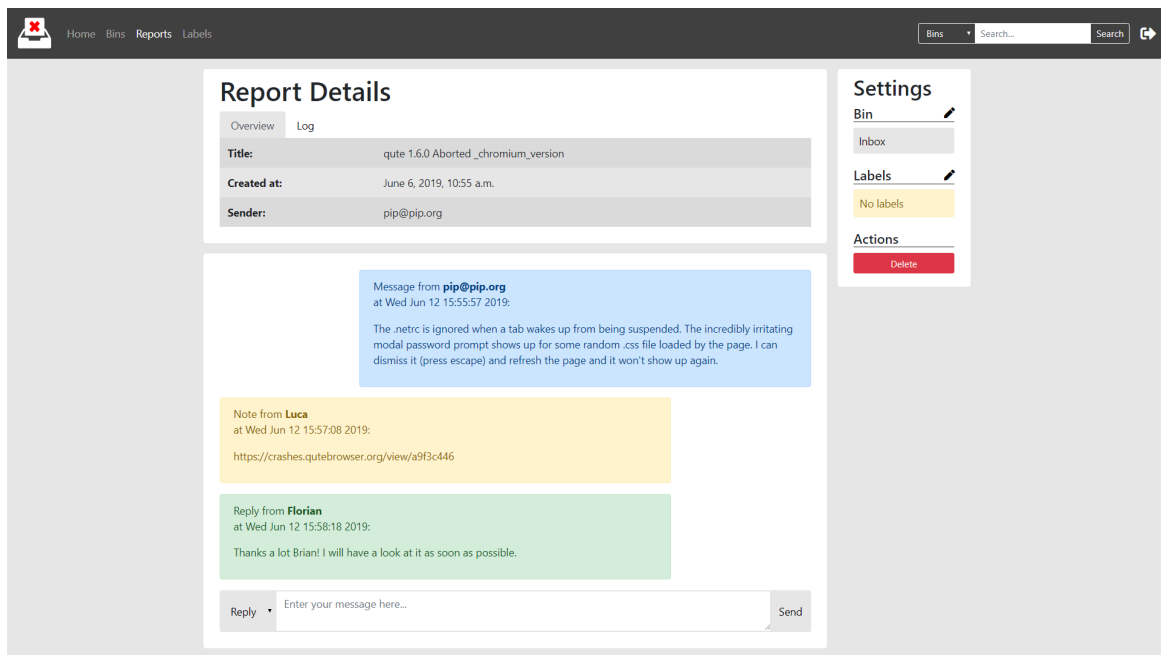 Home Bins Reports Labels
Bins Search... Search
Report Details
Overview Log
Title: qute 1.6.0 Aborted _chromium_version
Created at: June 6, 2019, 10:55 a.m.
Sender: pip@pip.org
Message from pip@pip.org
at Wed Jun 12 15:55:57 2019:
The .netrc is ignored when a tab wakes up from being suspended. The incredibly irritating
modal password prompt shows up for some random .css file loaded by the page. I can
dismiss it (press escape) and refresh the page and it won't show up again.
Note from Luca
at Wed Jun 12 15:57:08 2019:
https://crashes.qutebrowser.org/view/a9f3c446
Reply from Florian
at Wed Jun 12 15:58:18 2019:
Thanks a lot Brian! I will have a look at it as soon as possible.
Reply Enter your message here... Send
Settings
Bin
Inbox
Labels
No labels
Actions
Delete